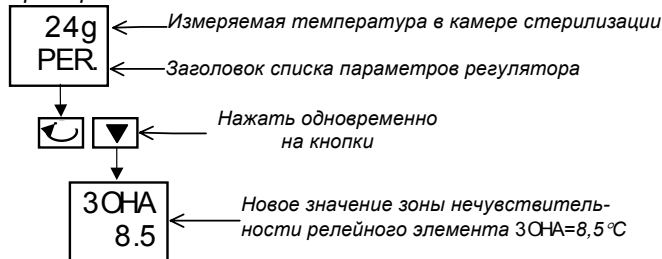 24g
Измеряемая температура в камере стерилизации
PER.
Заголовок списка параметров регулятора
Нажать одновременно
на кнопки
ЗОНА
8.5
Новое значение зоны нечувствитель-
ности релейного элемента ЗОНА=8,5°С